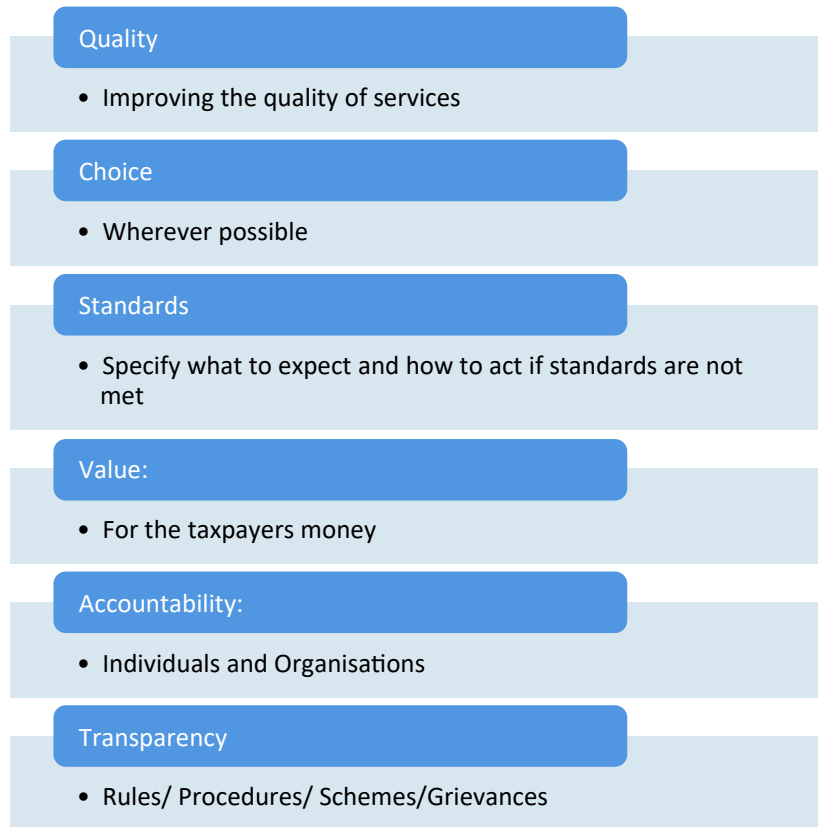 Quality
• Improving the quality of services
Choice
• Wherever possible
Standards
• Specify what to expect and how to act if standards are not
met
Value:
• For the taxpayers money
Accountability:
• Individuals and Organisations
Transparency
• Rules/ Procedures/ Schemes/Grievances